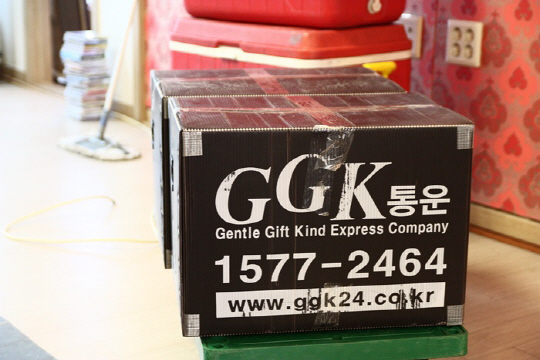 GGK통운
Gentle Gift Kind Express Company
1577-2464
www.ggk24.co.kr